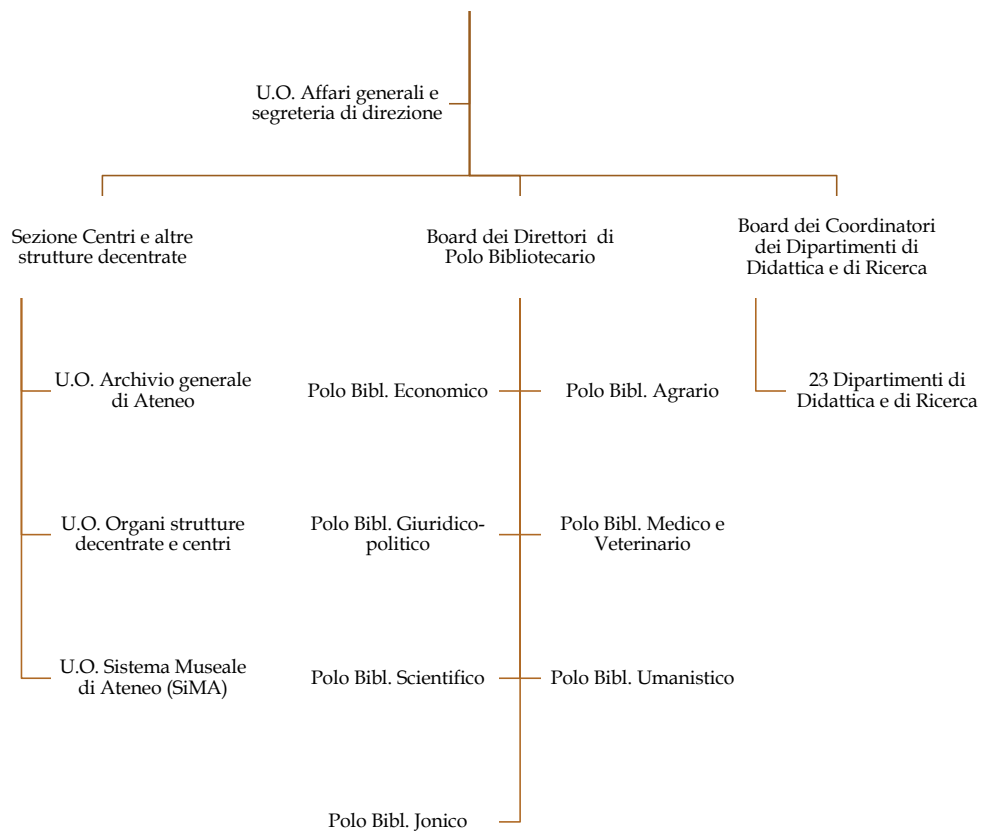 U.O. Affari generali e
segreteria di direzione
Sezione Centri e altre
strutture decentrate
Board dei Direttori di
Polo Bibliotecario
Board dei Coordinatori
dei Dipartimenti di
Didattica e di Ricerca
U.O. Archivio generale
di Ateneo
Polo Bibl. Economico
Polo Bibl. Agrario
23 Dipartimenti di
Didattica e di Ricerca
U.O. Organi strutture
decentrate e centri
Polo Bibl. Giuridico-
politico
Polo Bibl. Medico e
Veterinario
U.O. Sistema Museale
di Ateneo (SiMA)
Polo Bibl. Scientifico
Polo Bibl. Umanistico
Polo Bibl. Jonico